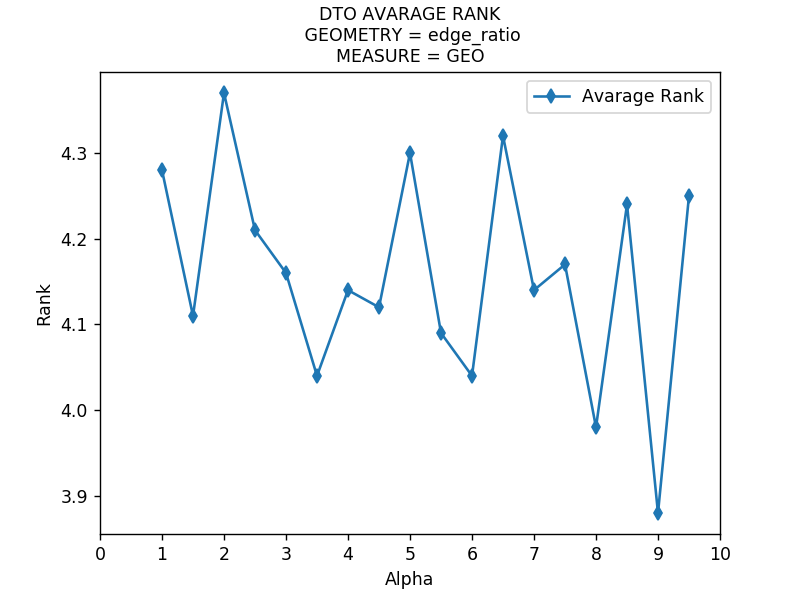 DTO AVARAGE RANK
GEOMETRY = edge_ratio
MEASURE = GEO
Avarage Rank
4.3
4.2
4.1
4.0
3.9
Rank
0 1 2 3 4 5 6 7 8 9 10
Alpha